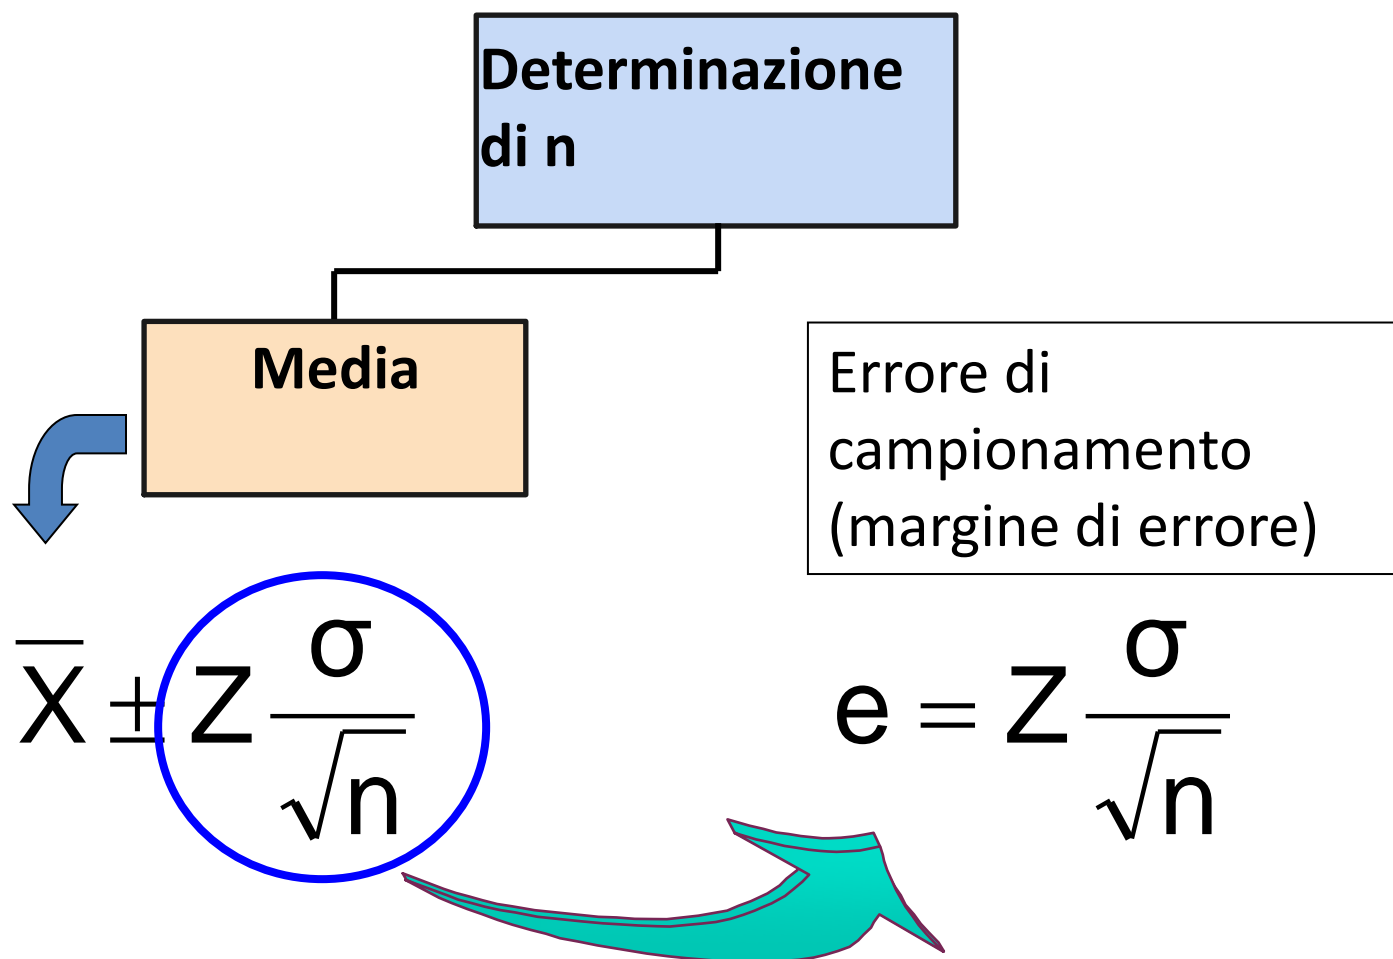 Determinazione
di n
Media
Errore di
campionamento
(margine di errore)
X̅ ± Z σ/√n
e = Z σ/√n